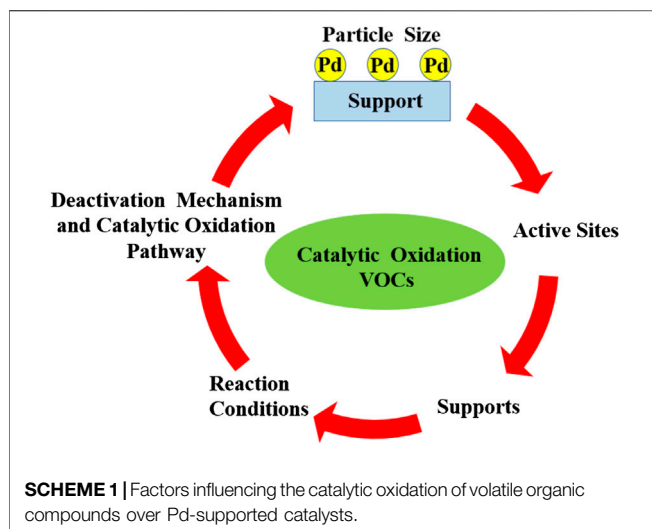 Particle Size
Pd Pd Pd
Support
Active Sites
Supports
Reaction
Conditions
Deactivation Mechanism
and Catalytic Oxidation
Pathway
Catalytic Oxidation
VOCs
SCHEME 1 | Factors influencing the catalytic oxidation of volatile organic
compounds over Pd-supported catalysts.